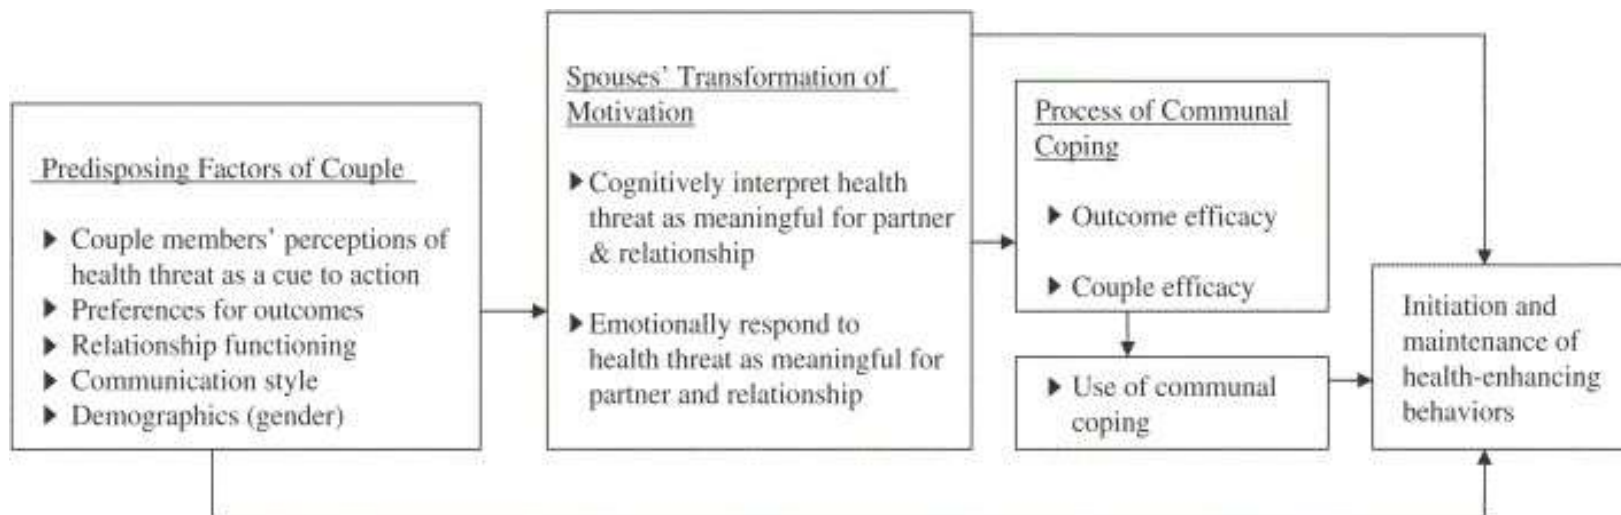 Predisposing Factors of Couple
▶ Couple members' perceptions of
health threat as a cue to action
▶ Preferences for outcomes
▶ Relationship functioning
▶ Communication style
▶ Demographics (gender)
Spouses' Transformation of
Motivation
▶ Cognitively interpret health
threat as meaningful for partner
& relationship
▶ Emotionally respond to
health threat as meaningful for
partner and relationship
Process of Communal
Coping
▶ Outcome efficacy
▶ Couple efficacy
▶ Use of communal
coping
Initiation and
maintenance of
health-enhancing
behaviors